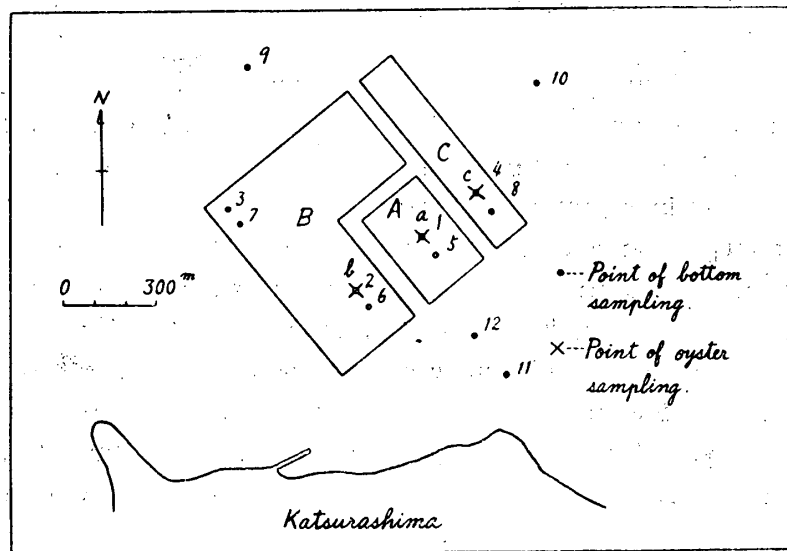 9
10
N
C
4
c
8
3
7
B
A
a 1
5
b 2
6
0 300 m
12
11
•---Point of bottom
sampling.
×---Point of oyster
sampling.
Katsurashima